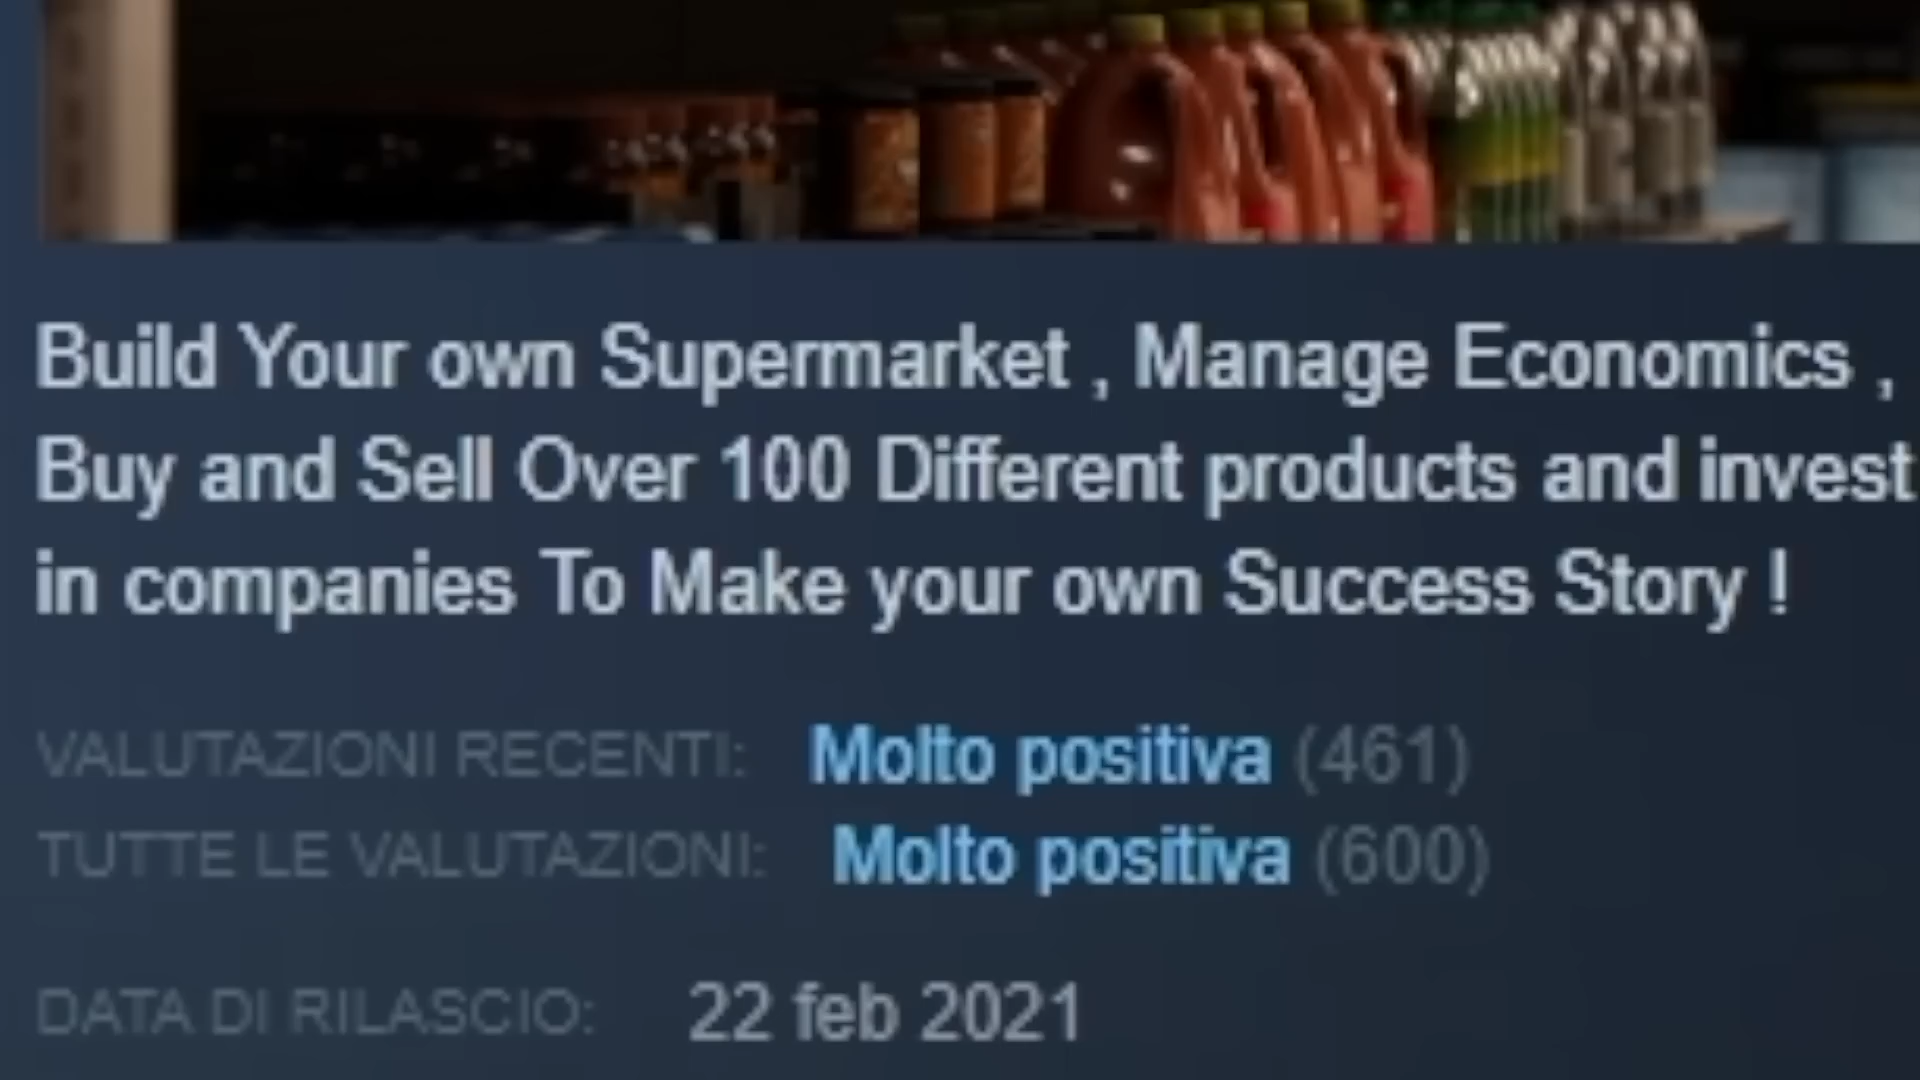 Build Your own Supermarket , Manage Economics ,
Buy and Sell Over 100 Different products and invest
in companies To Make your own Success Story !
VALUTAZIONI RECENTI: Molto positiva (461)
TUTTE LE VALUTAZIONI: Molto positiva (600)
DATA DI RILASCIO: 22 feb 2021